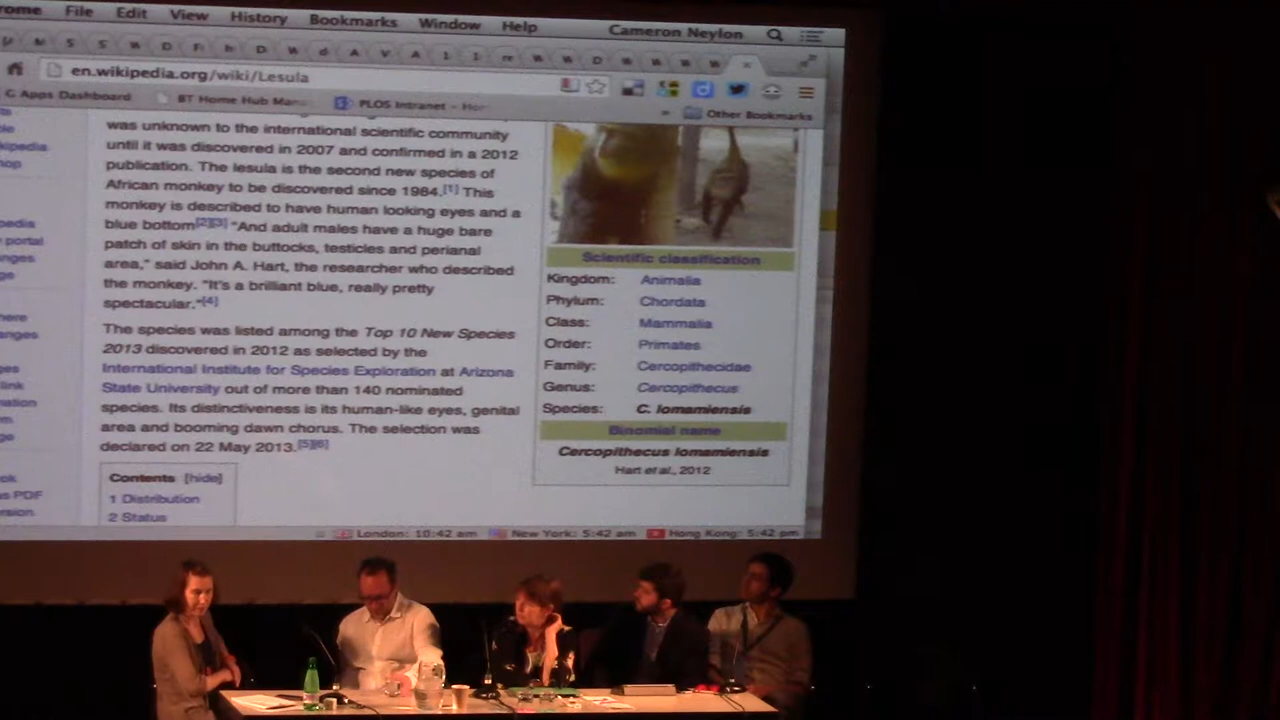 File Edit View History Bookmarks Window Help Cameron Neylon
en.wikipedia.org/wiki/Lesula
Apps Dashboard BT Home Hub PLOS Intranet Other Bookmarks
was unknown to the international scientific community
until it was discovered in 2007 and confirmed in a 2012
publication. The lesula is the second new species of
African monkey to be discovered since 1984.[1] This
monkey is described to have human looking eyes and a
blue bottom[2][3] "And adult males have a huge bare
patch of skin in the buttocks, testicles and perianal
area," said John A. Hart, the researcher who described
the monkey. "It's a brilliant blue, really pretty
spectacular."[4]
The species was listed among the Top 10 New Species
2013 discovered in 2012 as selected by the
International Institute for Species Exploration at Arizona
State University out of more than 140 nominated
species. Its distinctiveness is its human-like eyes, genital
area and booming dawn chorus. The selection was
declared on 22 May 2013.[5][6]
Contents [hide]
1 Distribution
2 Status
Scientific classification
Kingdom: Animalia
Phylum: Chordata
Class: Mammalia
Order: Primates
Family: Cercopithecidae
Genus: Cercopithecus
Species: C. lomamiensis
Binomial name
Cercopithecus lomamiensis
Hart et al., 2012
London: 10:42 am New York: 5:42 am Hong Kong: 5:42 pm